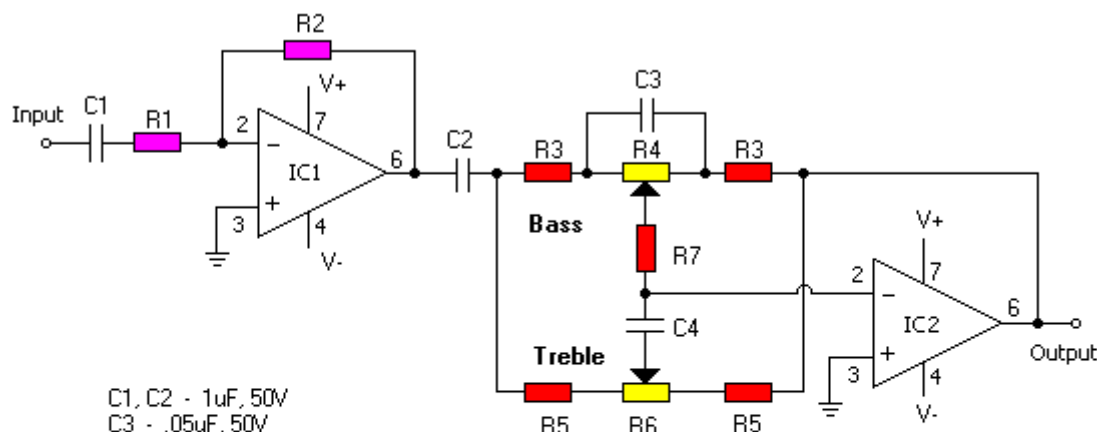 R2
V+
C3
Input
C1
R1
2
7
6
C2
R3
R4
R3
−
IC1
+
3
4
V-
Bass
R7
V+
2
7
−
6
C4
IC2
Treble
+
3
4
Output
V-
R5
R6
R5
C1, C2 - 1uF, 50V
C3 - .05uF, 50V